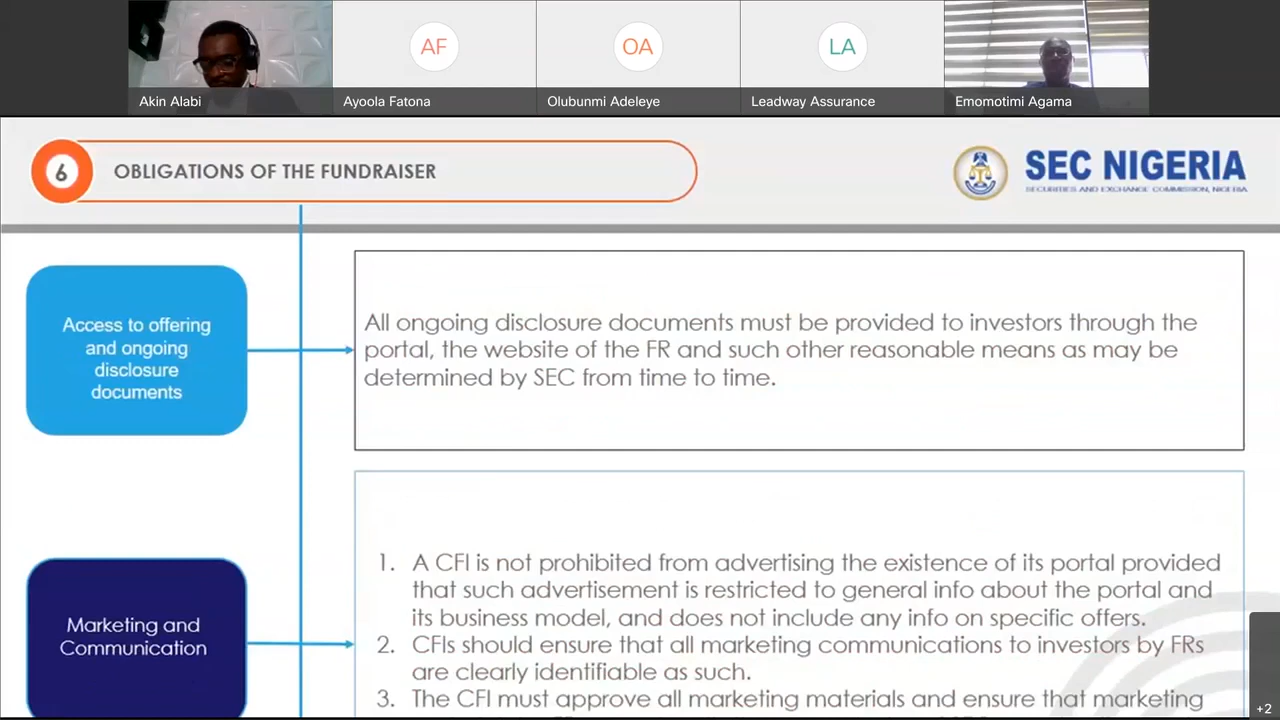 AF
OA
LA
Akin Alabi
Ayoola Fatona
Olubunmi Adeleye
Leadway Assurance
Emomotimi Agama
6
OBLIGATIONS OF THE FUNDRAISER
SEC NIGERIA
SECURITIES AND EXCHANGE COMMISSION, NIGERIA
Access to offering
and ongoing
disclosure
documents
All ongoing disclosure documents must be provided to investors through the
portal, the website of the FR and such other reasonable means as may be
determined by SEC from time to time.
Marketing and
Communication
1. A CFI is not prohibited from advertising the existence of its portal provided
that such advertisement is restricted to general info about the portal and
its business model, and does not include any info on specific offers.
2. CFIs should ensure that all marketing communications to investors by FRs
are clearly identifiable as such.
3. The CFI must approve all marketing materials and ensure that marketing
+2